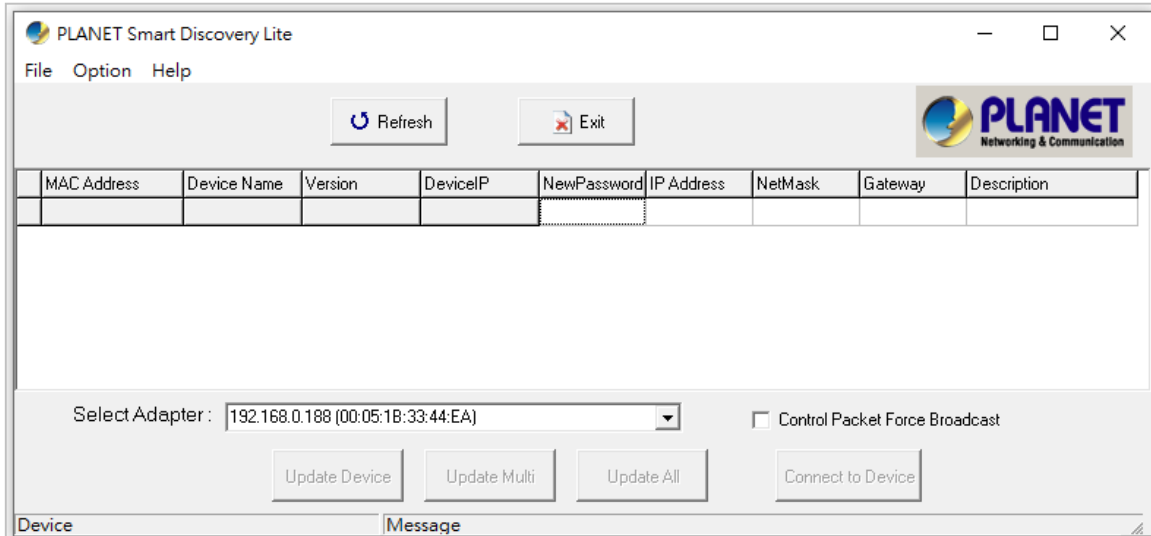 PLANET Smart Discovery Lite
File Option Help
Refresh Exit
PLANET
Networking & Communication
MAC Address Device Name Version DeviceIP NewPassword IP Address NetMask Gateway Description
Select Adapter : 192.168.0.188 (00:05:1B:33:44:EA) Control Packet Force Broadcast
Update Device Update Multi Update All Connect to Device
Device Message